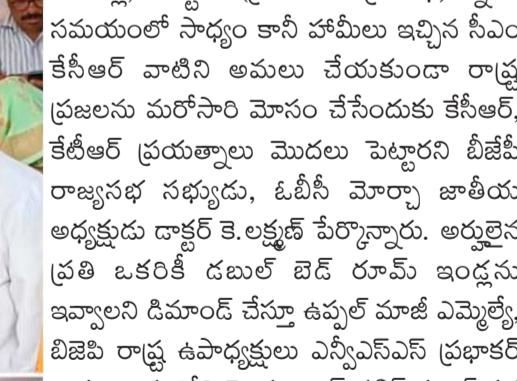 సమయంలో సాధ్యం కానీ హామీలు ఇచ్చిన సీఎం
కేసీఆర్ వాటిని అమలు చేయకుండా రాష్ట్ర
ప్రజలను మరోసారి మోసం చేసేందుకు కేసీఆర్,
కేటీఆర్ ప్రయత్నాలు మొదలు పెట్టారని బీజేపీ
రాజ్యసభ సభ్యుడు, ఓబీసీ మోర్చా జాతీయ
అధ్యక్షుడు డాక్టర్ కె.లక్ష్మణ్ పేర్కొన్నారు. అర్హులైన
ప్రతి ఒకరికీ డబుల్ బెడ్ రూమ్ ఇండ్లను
ఇవ్వాలని డిమాండ్ చేస్తూ ఉప్పల్ మాజీ ఎమ్మెల్యే,
బిజెపి రాష్ట్ర ఉపాధ్యక్షులు ఎన్వీఎస్ఎస్ ప్రభాకర్